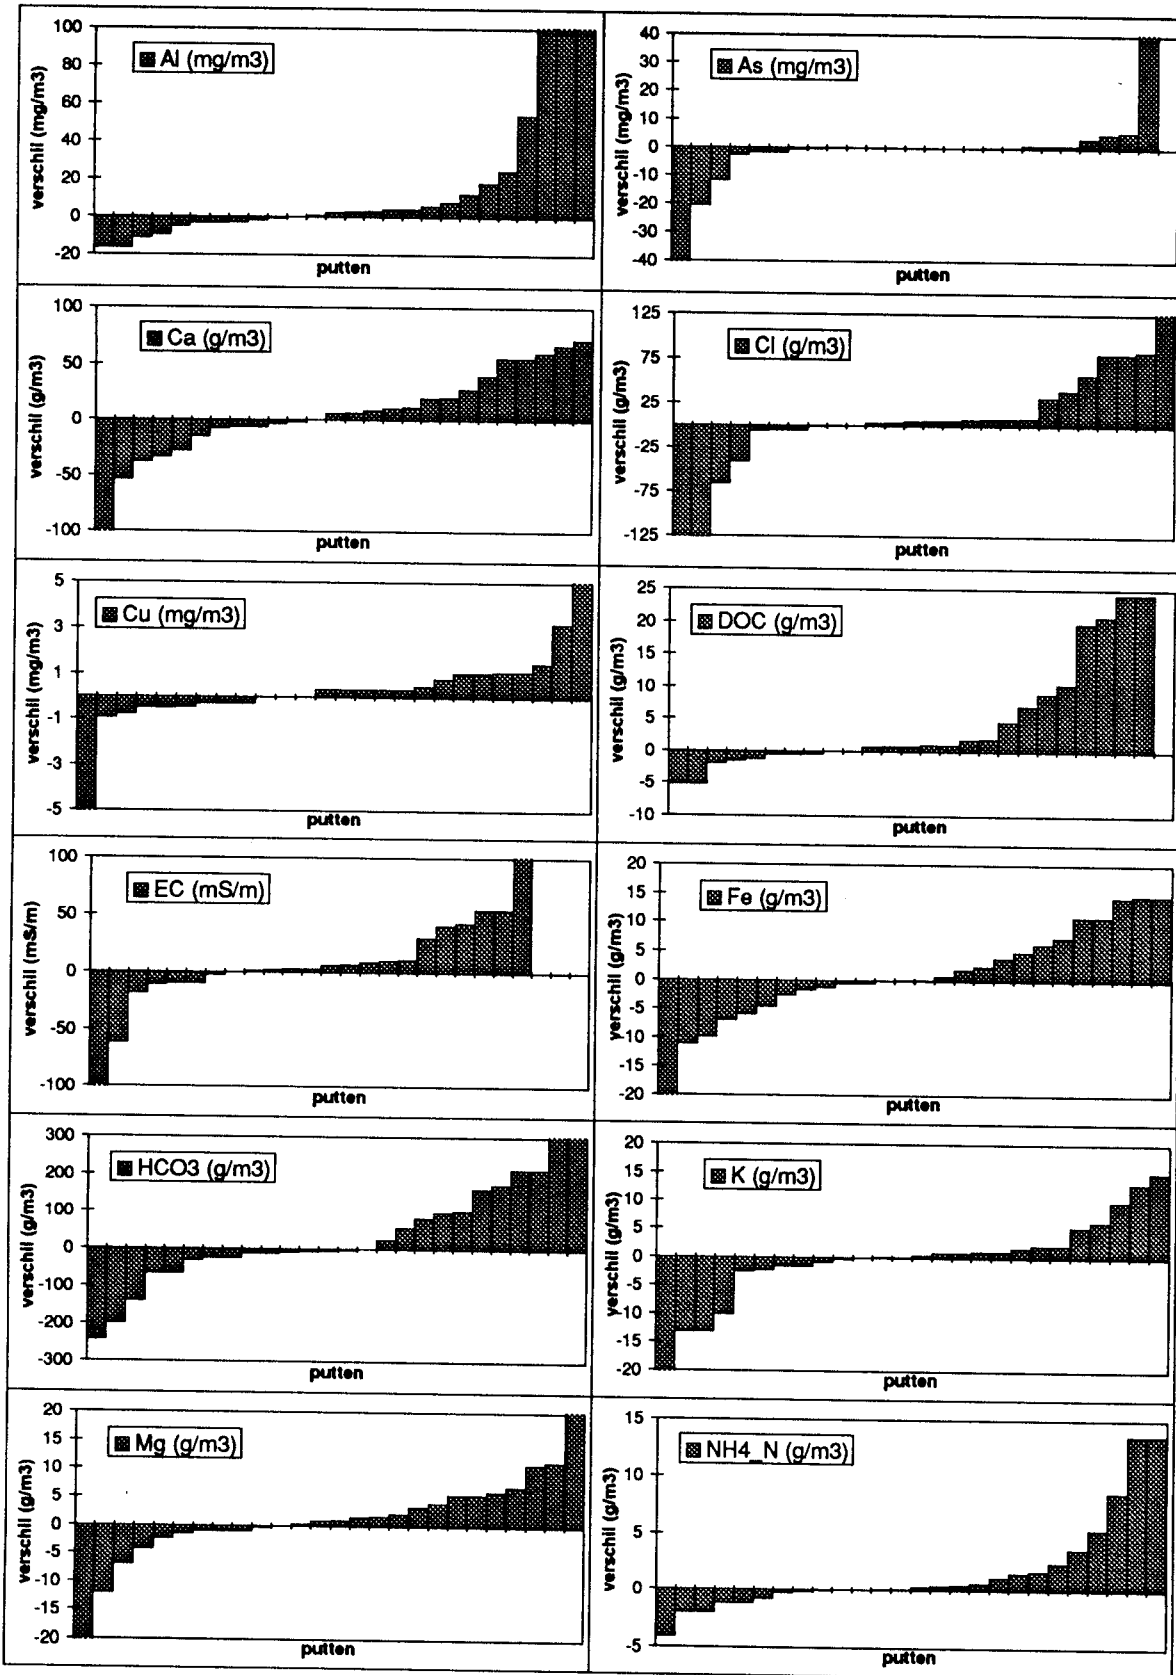 Al (mg/m3)
verschil (mg/m3)
100
80
60
40
20
0
-20
putten
As (mg/m3)
verschil (mg/m3)
40
30
20
10
0
-10
-20
-30
-40
putten
Ca (g/m3)
verschil (g/m3)
100
50
0
-50
-100
putten
Cl (g/m3)
verschil (g/m3)
125
75
25
-25
-75
-125
putten
Cu (mg/m3)
verschil (mg/m3)
5
3
1
-1
-3
-5
putten
DOC (g/m3)
verschil (g/m3)
25
20
15
10
5
0
-5
-10
putten
EC (mS/m)
verschil (mS/m)
100
50
0
-50
-100
putten
Fe (g/m3)
verschil (g/m3)
20
15
10
5
0
-5
-10
-15
-20
putten
HCO3 (g/m3)
verschil (g/m3)
300
200
100
0
-100
-200
-300
putten
K (g/m3)
verschil (g/m3)
20
15
10
5
0
-5
-10
-15
-20
putten
Mg (g/m3)
verschil (g/m3)
20
15
10
5
0
-5
-10
-15
-20
putten
NH4_N (g/m3)
verschil (g/m3)
15
10
5
0
-5
putten